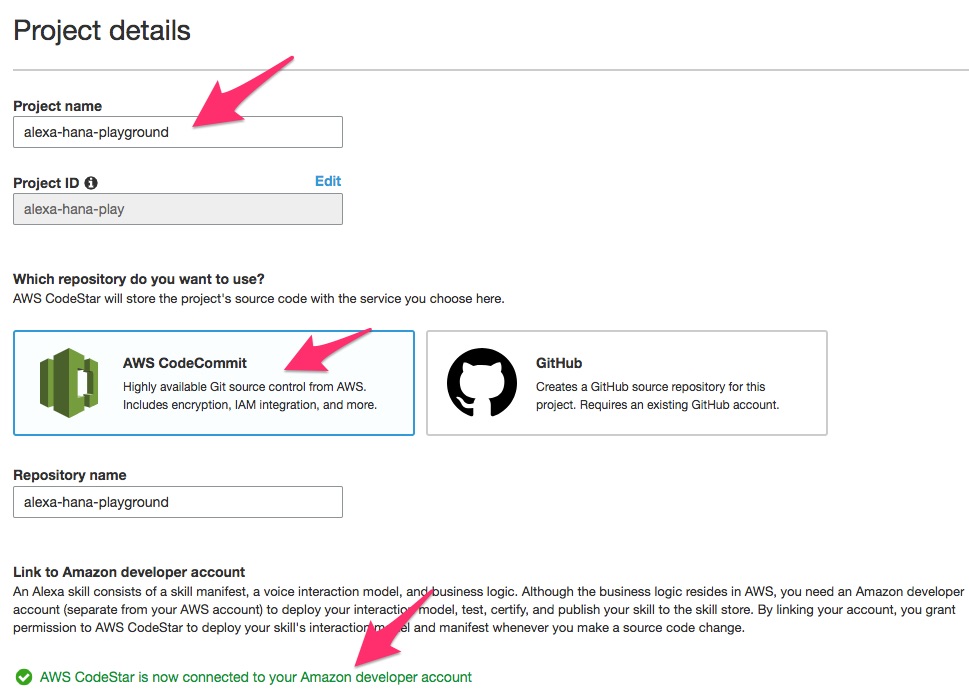 Project details
Project name
alexa-hana-playground
Project ID
Edit
alexa-hana-play
Which repository do you want to use?
AWS CodeStar will store the project's source code with the service you choose here.
AWS CodeCommit
Highly available Git source control from AWS.
Includes encryption, IAM integration, and more.
GitHub
Creates a GitHub source repository for this
project. Requires an existing GitHub account.
Repository name
alexa-hana-playground
Link to Amazon developer account
An Alexa skill consists of a skill manifest, a voice interaction model, and business logic. Although the business logic resides in AWS, you need an Amazon developer
account (separate from your AWS account) to deploy your interaction model, test, certify, and publish your skill to the skill store. By linking your account, you grant
permission to AWS CodeStar to deploy your skill's interaction model and manifest whenever you make a source code change.
AWS CodeStar is now connected to your Amazon developer account